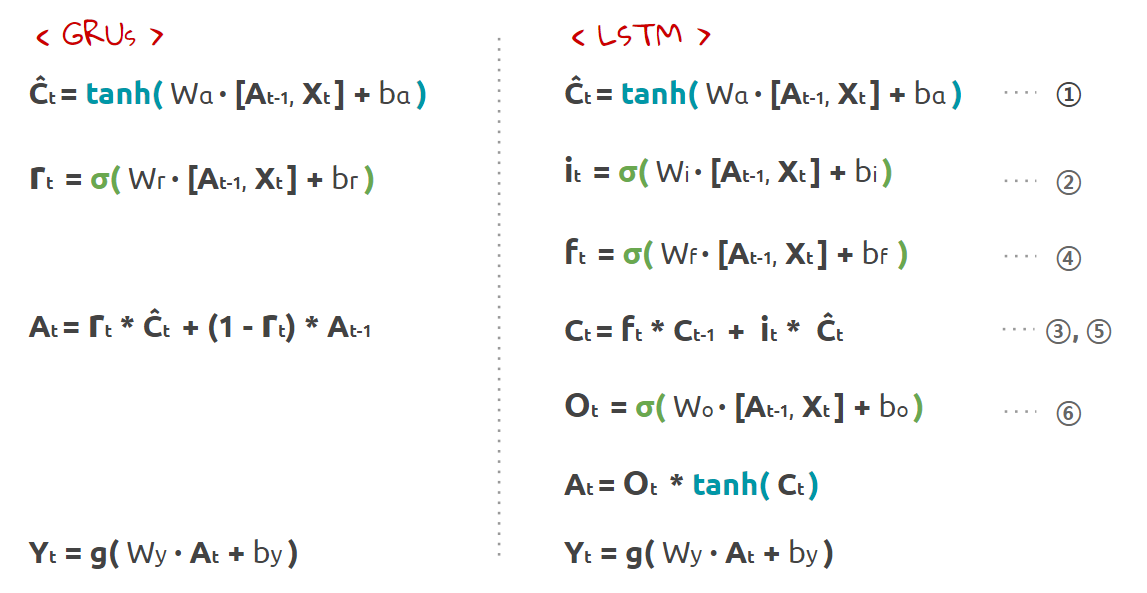 < GRUs >
Ĉt = tanh( Wa · [At-1, Xt ] + ba )
rt = σ( Wr · [At-1, Xt] + br )
At = rt * Ĉt + (1 - rt) * At-1
Yt = g( Wy · At + by )
< LSTM >
Ĉt = tanh( Wa · [At-1, Xt ] + ba ) ···· ①
it = σ( Wi · [At-1, Xt ] + bi ) ···· ②
ft = σ( Wf · [At-1, Xt ] + bf ) ···· ④
Ct = ft * Ct-1 + it * Ĉt ···· ③, ⑤
Ot = σ( Wo · [At-1, Xt ] + bo ) ···· ⑥
At = Ot * tanh( Ct )
Yt = g( Wy · At + by )